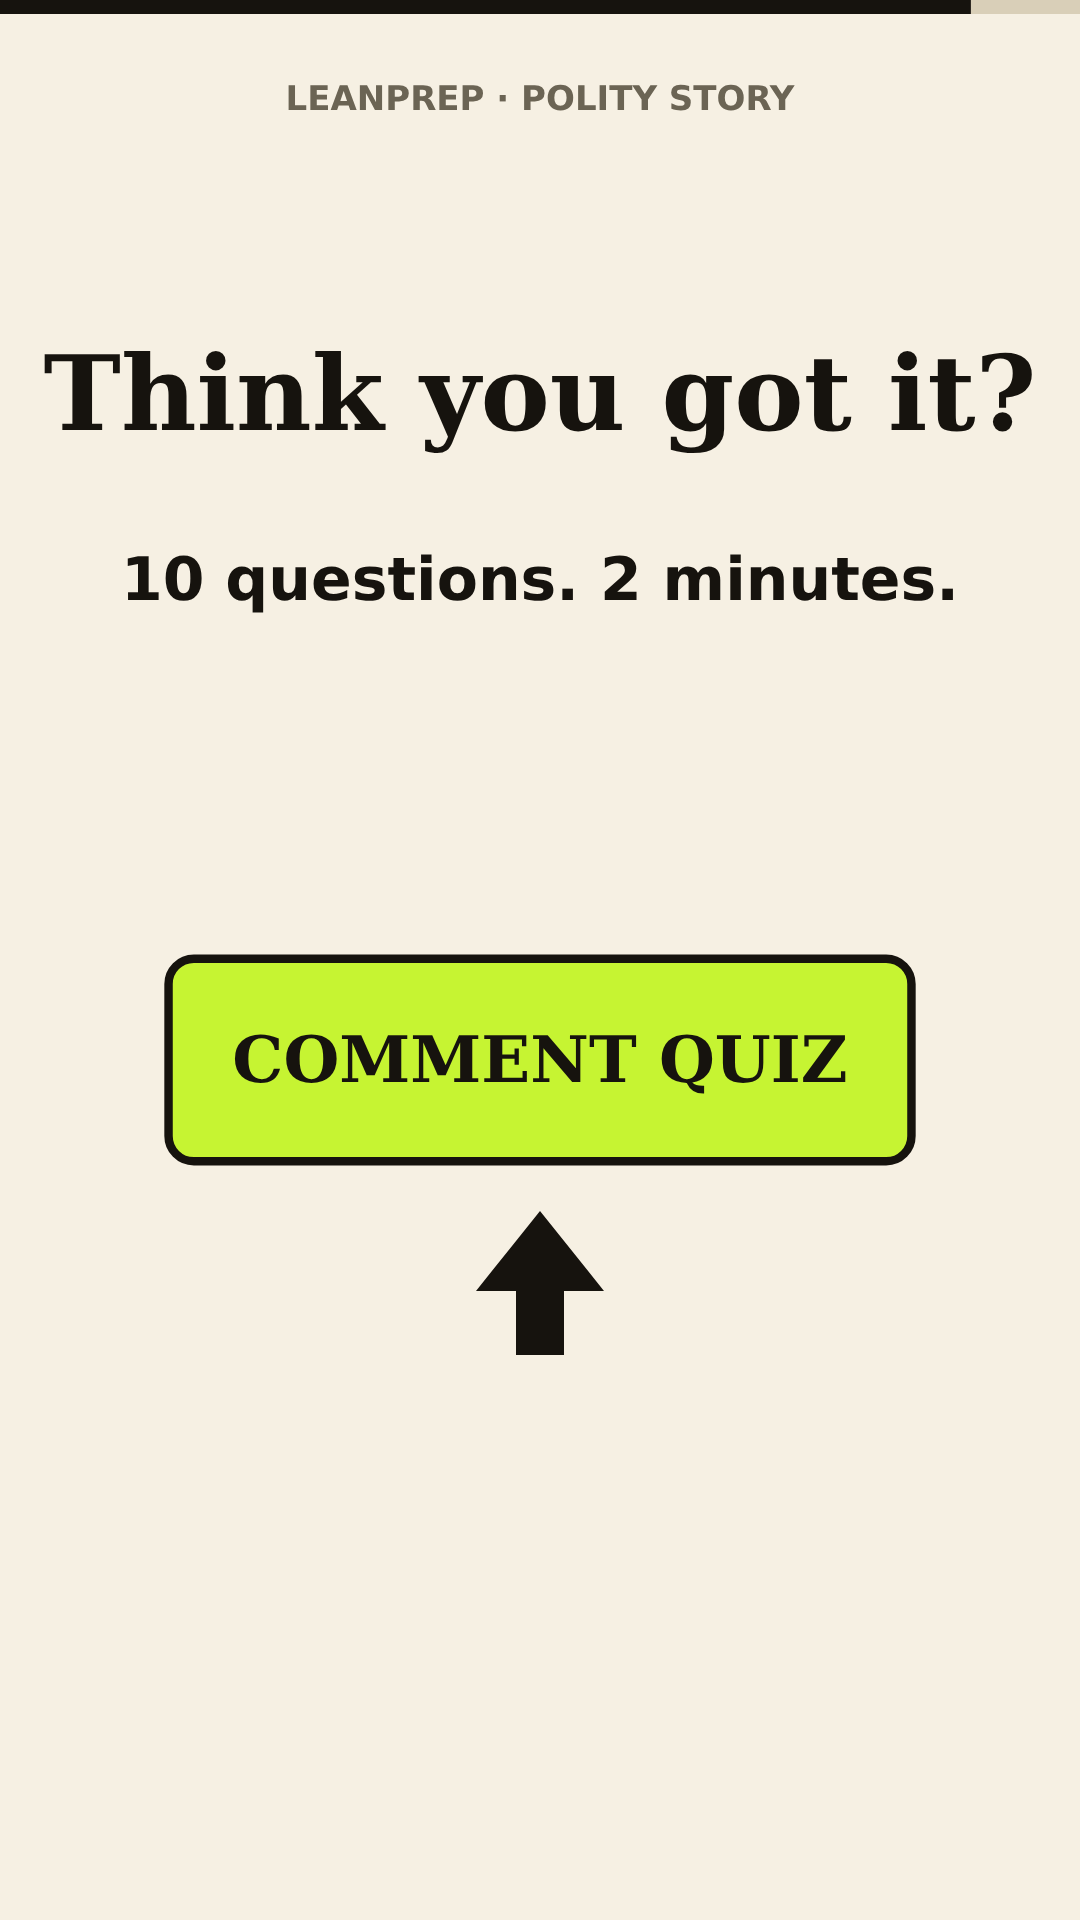 LEANPREP · POLITY STORY
Think you got it?
10 questions. 2 minutes.
COMMENT QUIZ